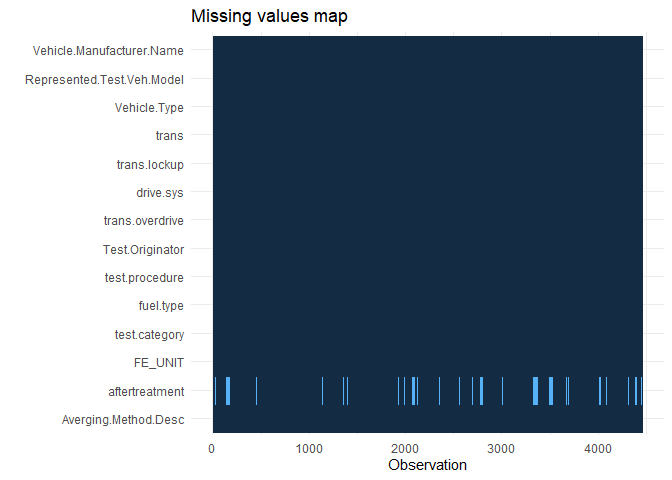 Missing values map
Vehicle.Manufacturer.Name
Represented.Test.Veh.Model
Vehicle.Type
trans
trans.lockup
drive.sys
trans.overdrive
Test.Originator
test.procedure
fuel.type
test.category
FE_UNIT
aftertreatment
Averging.Method.Desc
0 1000 2000 3000 4000
Observation